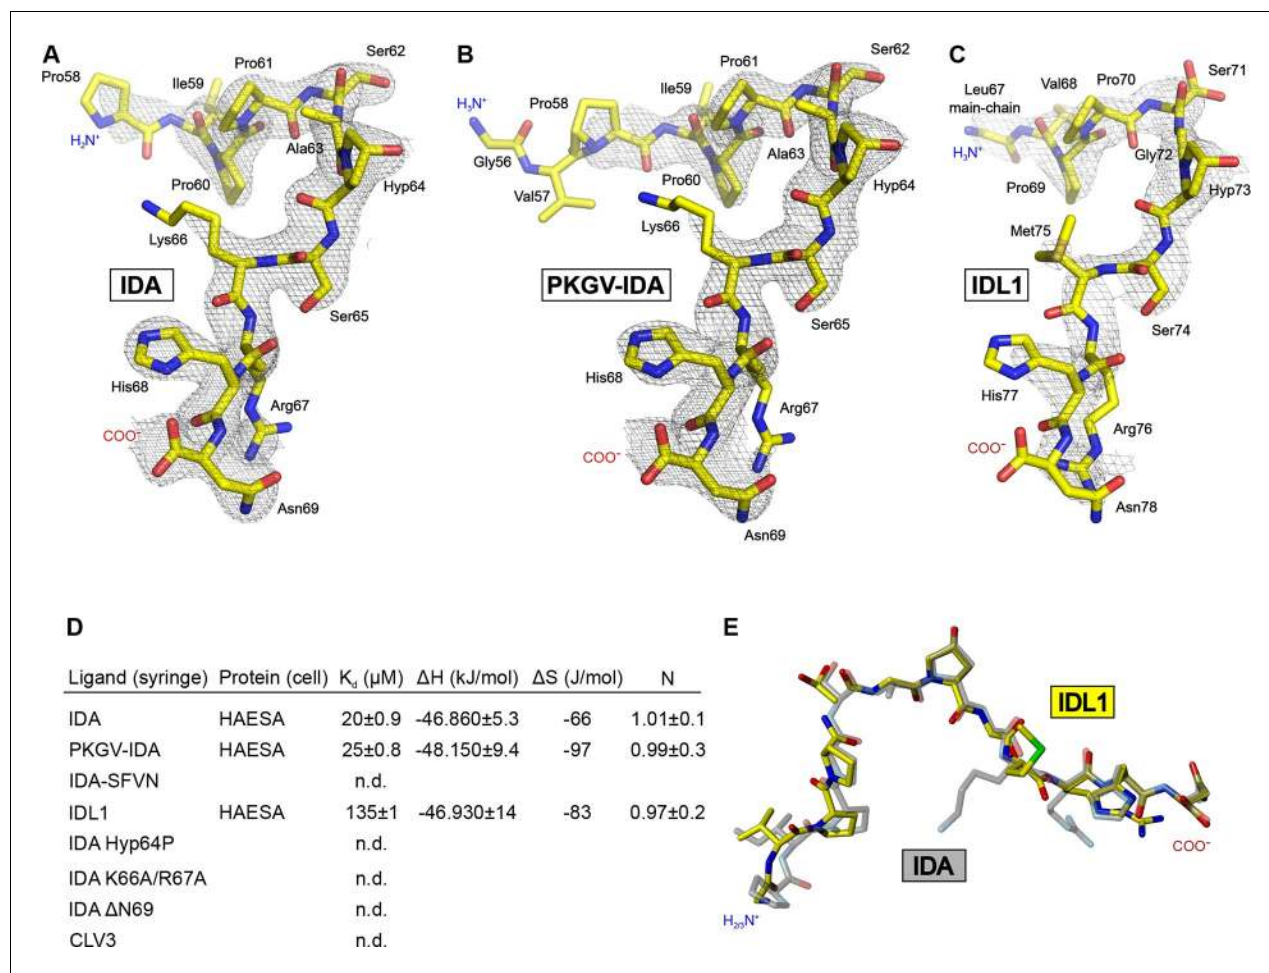 A
Pro58
H₂N⁺
Ile59
Pro61
Ser62
Ala63
Hyp64
Pro60
Lys66
IDA
Ser65
His68
Arg67
COO⁻
Asn69
B
H₃N⁺
Gly56
Pro58
Val57
Ile59
Pro61
Ser62
Ala63
Hyp64
Pro60
Lys66
PKGV-IDA
Ser65
His68
Arg67
COO⁻
Asn69
C
Leu67
main-chain
Val68
Pro70
Ser71
H₃N⁺
Gly72
Pro69
Hyp73
Met75
IDL1
Ser74
His77
Arg76
COO⁻
Asn78
D
Ligand (syringe) Protein (cell) Kd (µM) ΔH (kJ/mol) ΔS (J/mol) N
IDA HAESA 20±0.9 -46.860±5.3 -66 1.01±0.1
PKGV-IDA HAESA 25±0.8 -48.150±9.4 -97 0.99±0.3
IDA-SFVN n.d.
IDL1 HAESA 135±1 -46.930±14 -83 0.97±0.2
IDA Hyp64P n.d.
IDA K66A/R67A n.d.
IDA ΔN69 n.d.
CLV3 n.d.
E
IDL1
IDA
COO⁻
H₂/₃N⁺